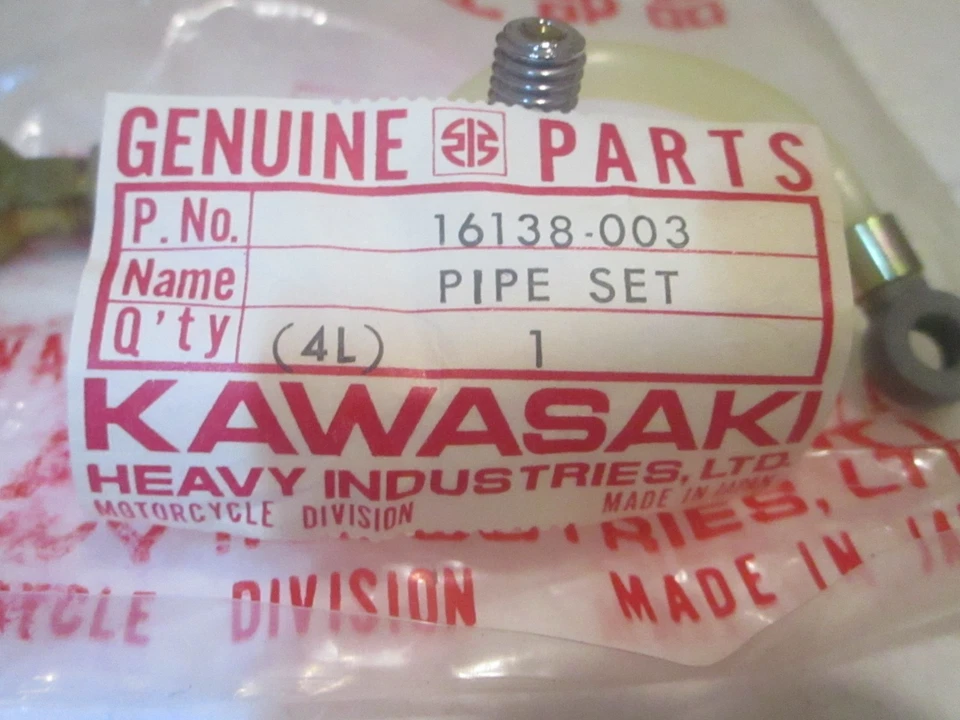 GENUINE PARTS
P. No. 16138-003
Name PIPE SET
Q'ty (4L) 1
KAWASAKI
HEAVY INDUSTRIES, LTD.
MOTORCYCLE DIVISION MADE IN JAPAN
DIVISION MADE IN